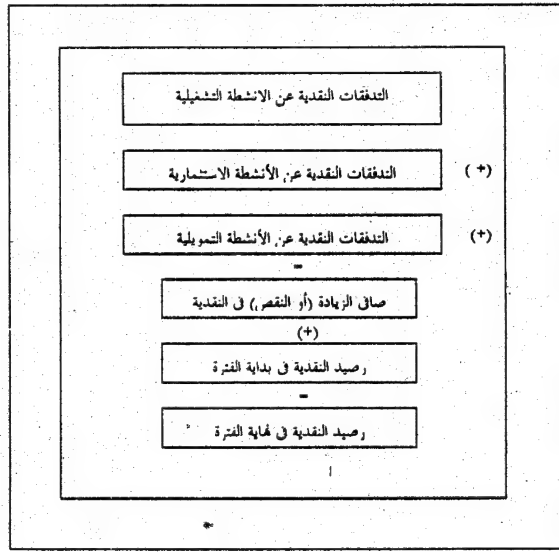 التدفقات النقدية عن الانشطة التشغيلية
(+) التدفقات النقدية عن الأنشطة الاستثمارية
(+) التدفقات النقدية عن الأنشطة التمويلية
=
صافى الزيادة (أو النقص) فى النقدية
(+)
رصيد النقدية فى بداية الفترة
=
رصيد النقدية فى نهاية الفترة